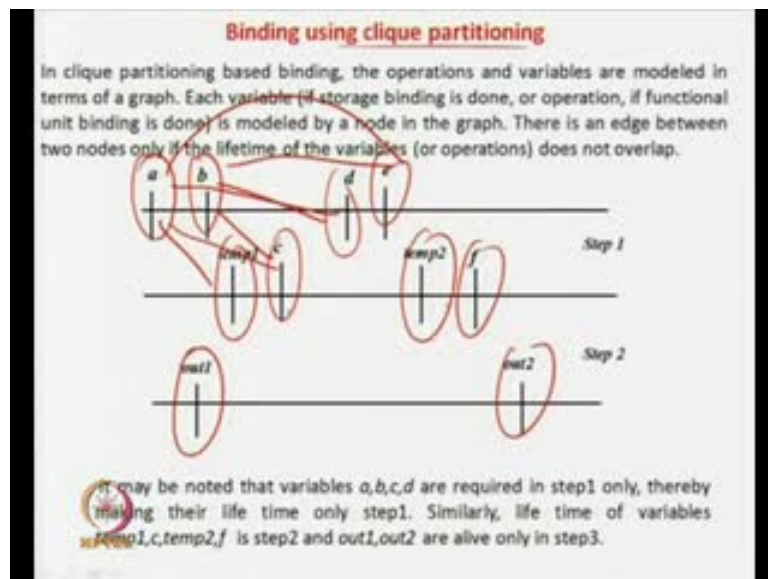 Binding using clique partitioning
In clique partitioning based binding, the operations and variables are modeled in
terms of a graph. Each variable (if storage binding is done, or operation, if functional
unit binding is done) is modeled by a node in the graph. There is an edge between
two nodes only if the lifetime of the variables (or operations) does not overlap.
a b d e
Step 1
temp1 c temp2 f
Step 2
out1 out2
It may be noted that variables a,b,c,d are required in step1 only, thereby
making their life time only step1. Similarly, life time of variables
temp1,c,temp2,f is step2 and out1,out2 are alive only in step3.